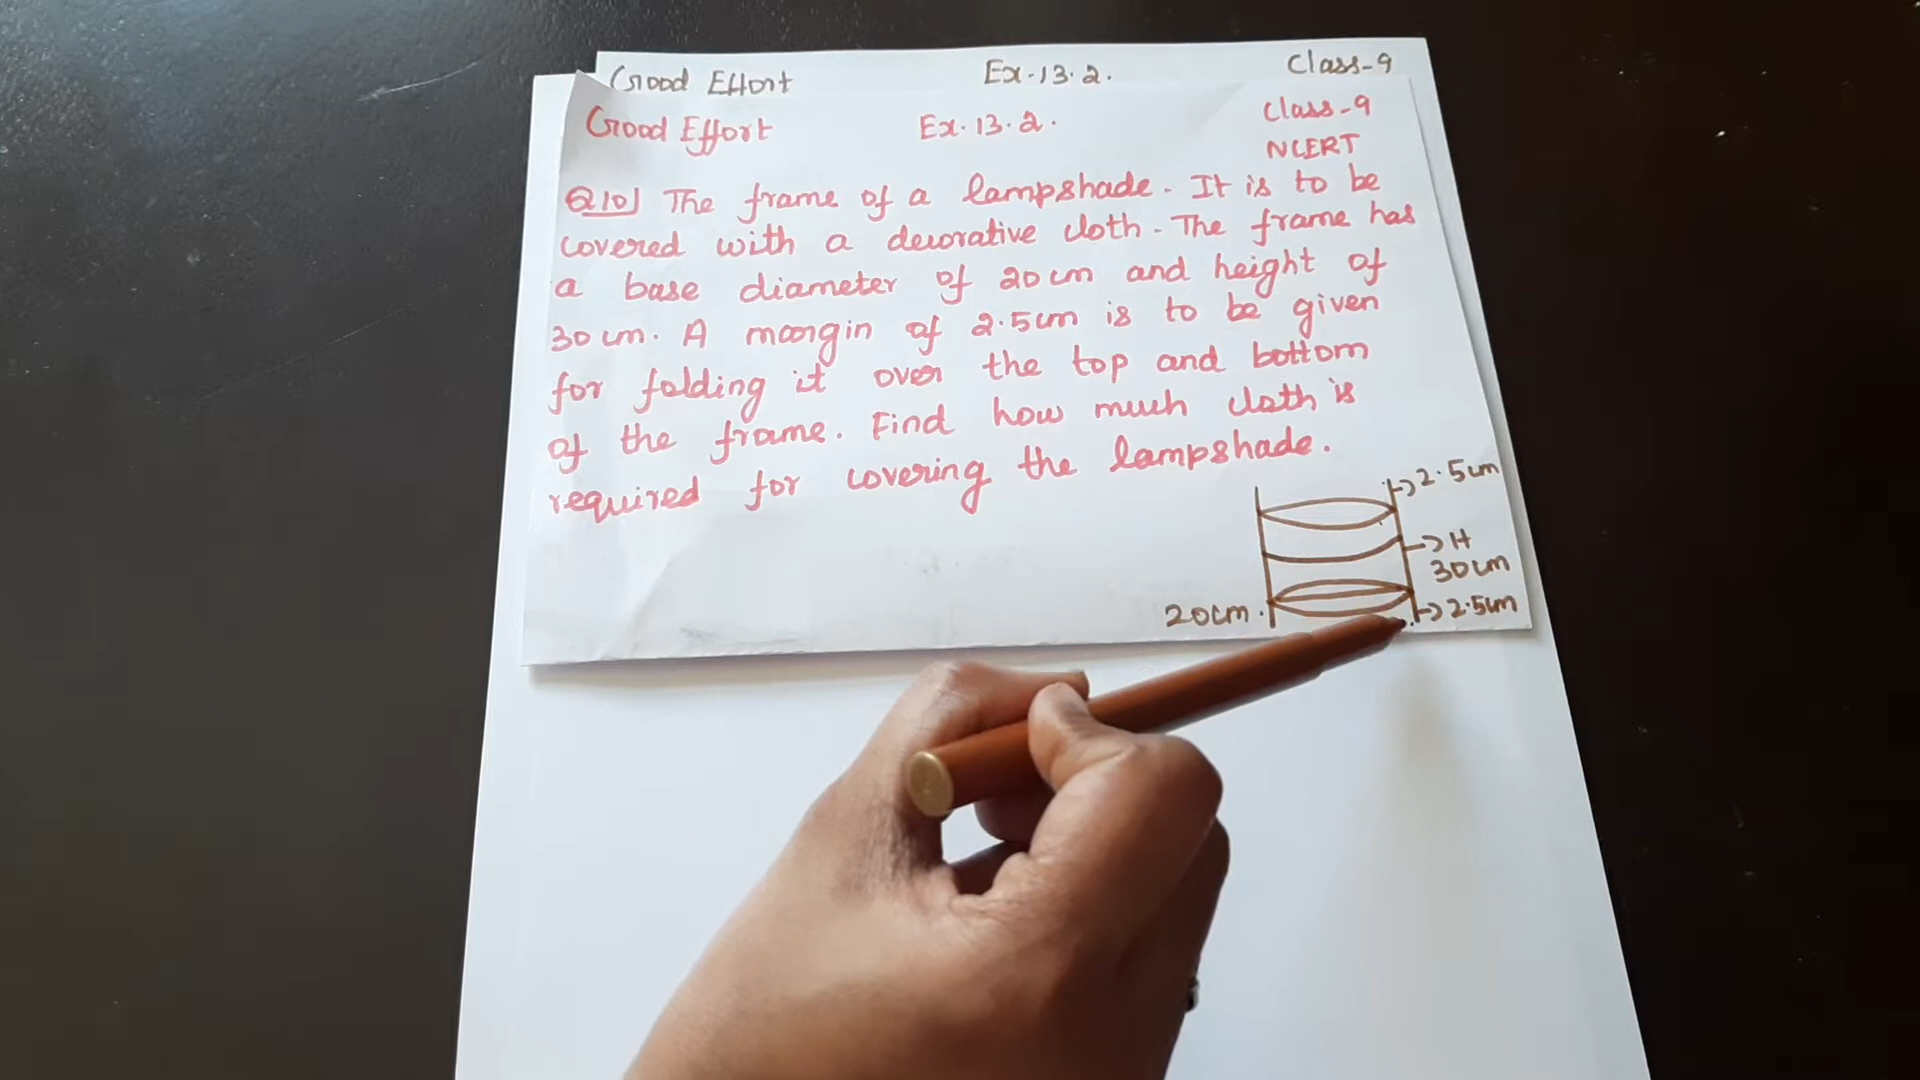 Good Effort Ex. 13.2. Class-9
Good Effort Ex. 13.2. Class-9
NCERT
Q10) The frame of a lampshade. It is to be
covered with a decorative cloth. The frame has
a base diameter of 20cm and height of
30cm. A margin of 2.5cm is to be given
for folding it over the top and bottom
of the frame. Find how much cloth is
required for covering the lampshade.
→2.5cm
→H
30cm
20cm. →2.5cm